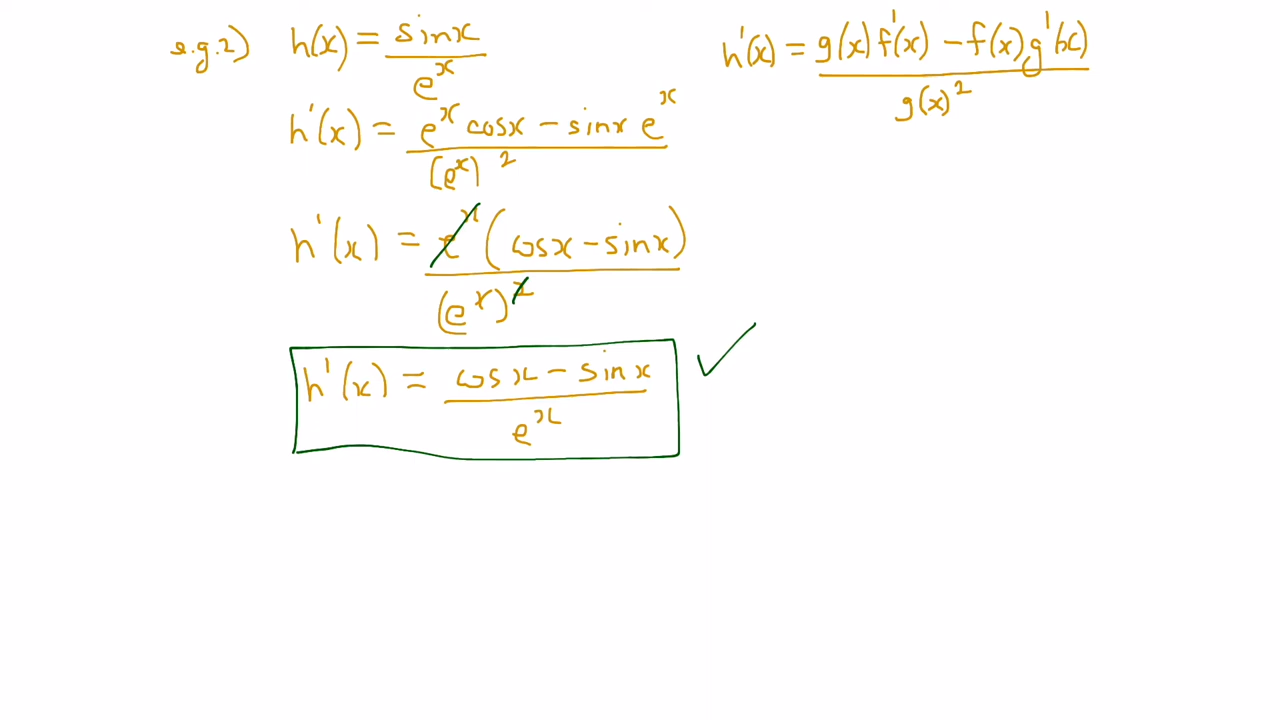 e.g.2) h(x) = sinx / e^x
h'(x) = g(x) f'(x) − f(x) g'(x) / g(x)^2
h'(x) = e^x cosx − sinx e^x / (e^x)^2
h'(x) = e^x (cosx − sinx) / (e^x)^2
h'(x) = cosx − sinx / e^x